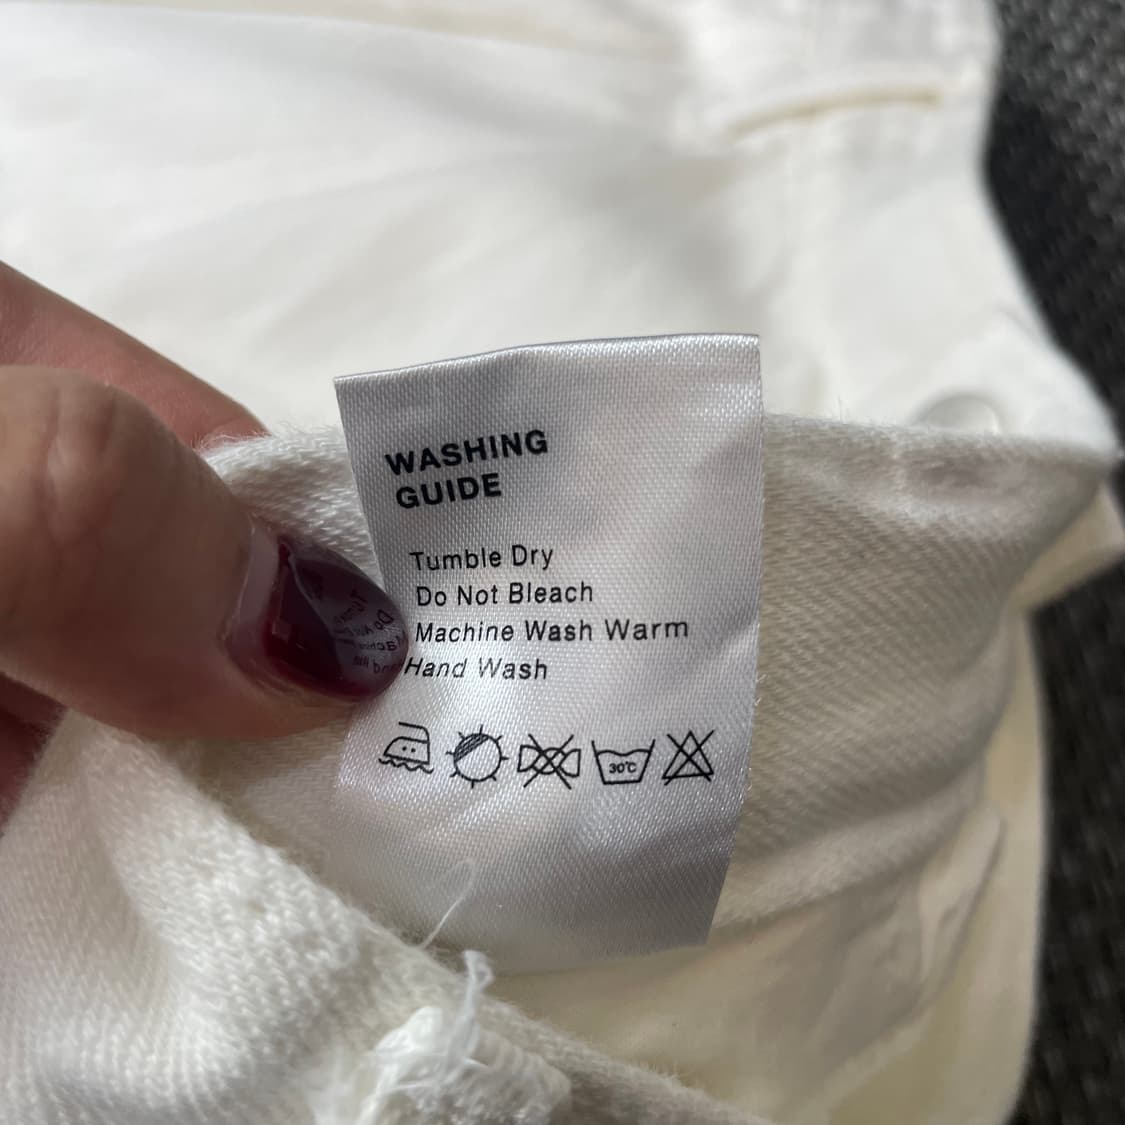 WASHING
GUIDE
Tumble Dry
Do Not Bleach
Machine Wash Warm
Hand Wash
30°C